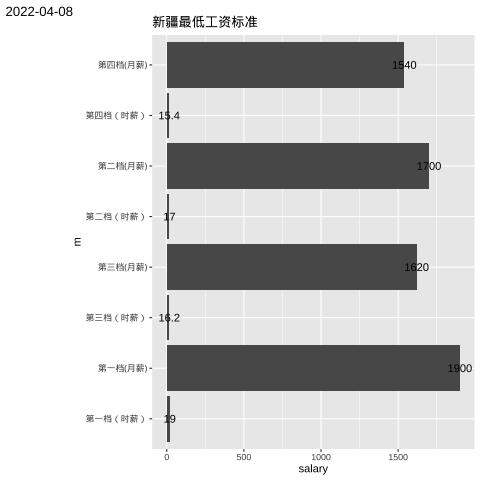 2022-04-08
新疆最低工资标准
第四档(月薪)
1540
第四档（时薪）
15.4
第二档(月薪)
1700
第二档（时薪）
17
m
第三档(月薪)
1620
第三档（时薪）
16.2
第一档(月薪)
1900
第一档（时薪）
19
0 500 1000 1500
salary